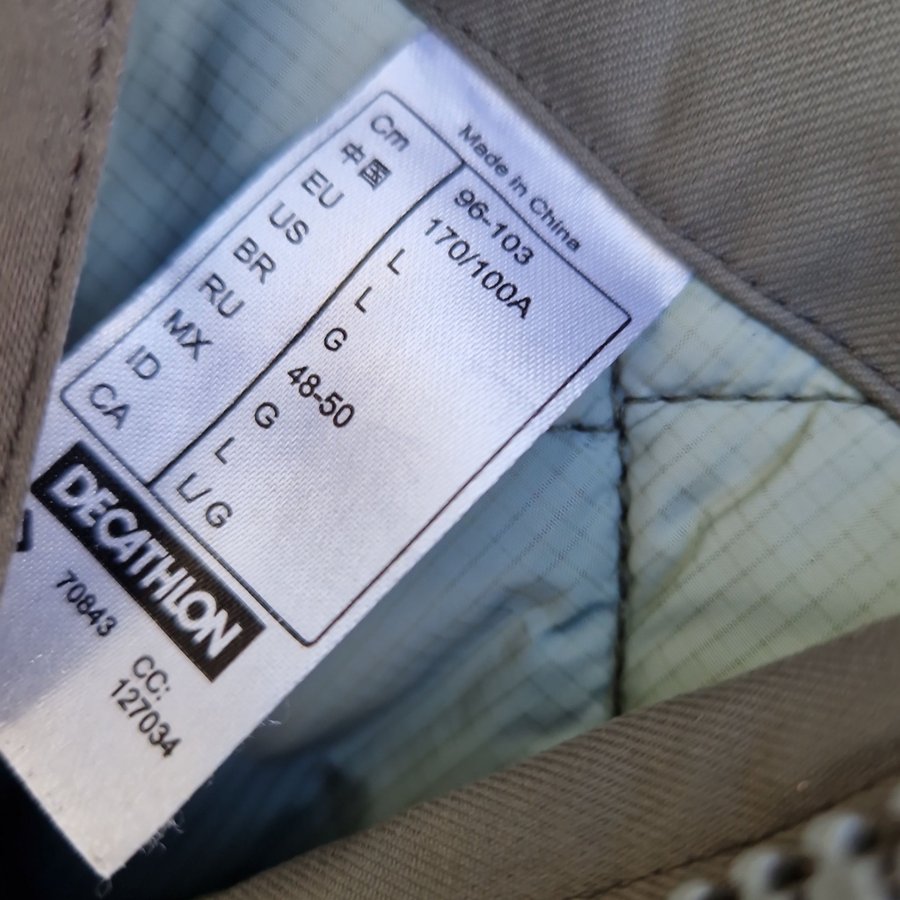 Made in China
Cm 96-103
中国 170/100A
EU L
US L
BR G
RU 48-50
MX G
ID L
CA L/G
DECATHLON
70843
CC:
127034